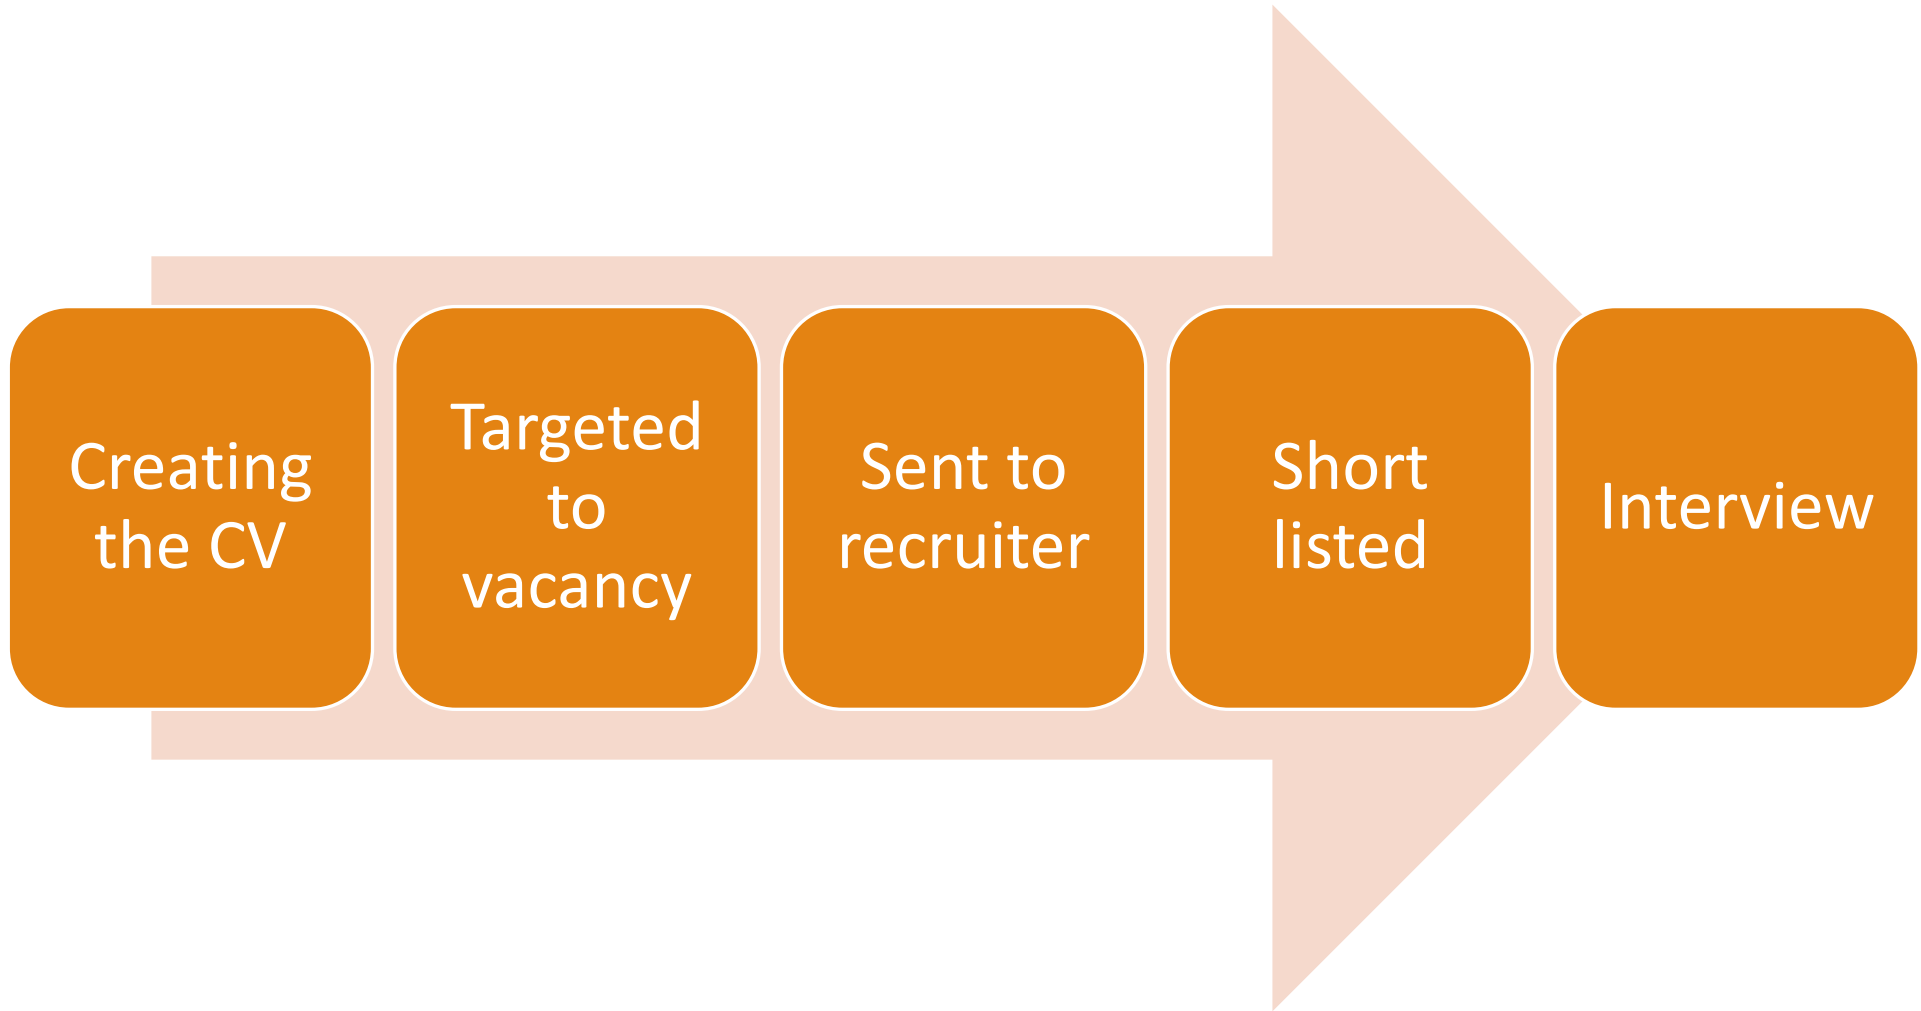 Creating
the CV
Targeted
to
vacancy
Sent to
recruiter
Short
listed
Interview